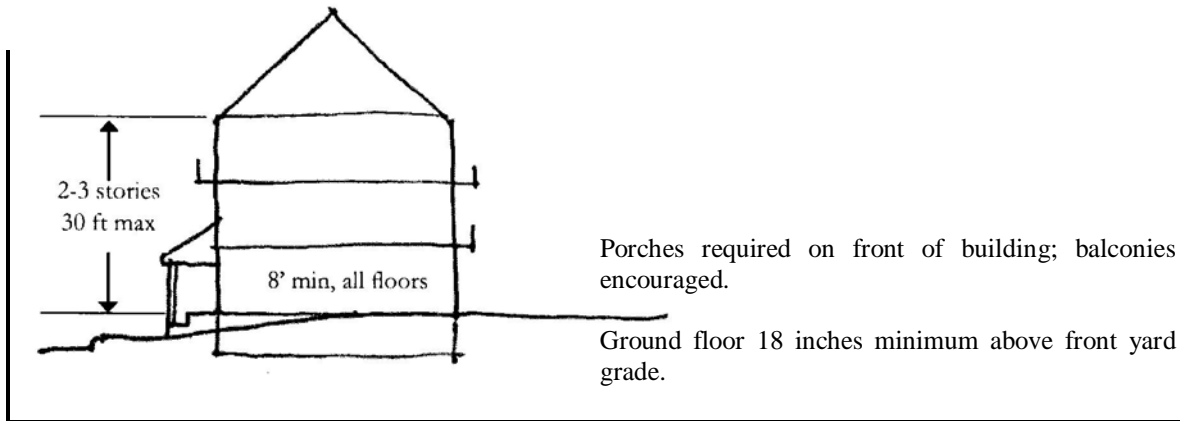 2-3 stories
30 ft max
8’ min, all floors
Porches required on front of building; balconies
encouraged.
Ground floor 18 inches minimum above front yard
grade.